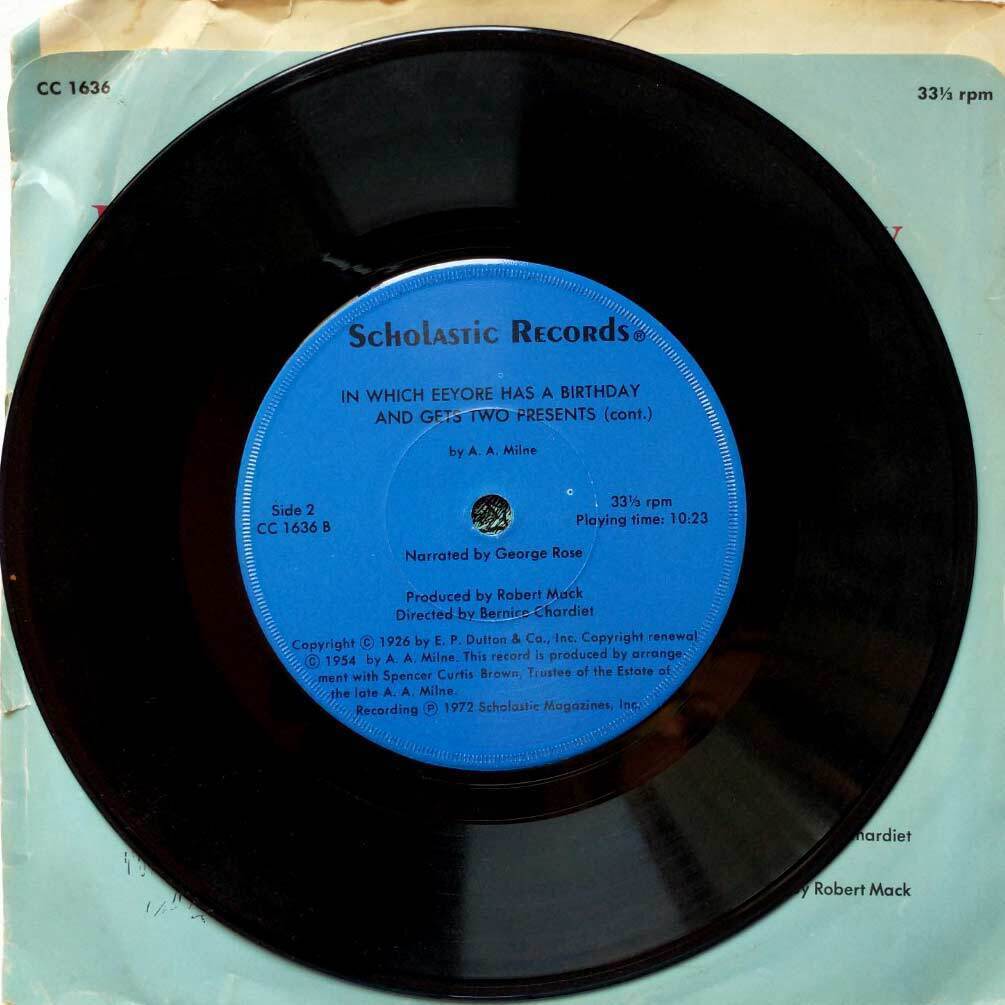 CC 1636
33⅓ rpm
Scholastic Records®
IN WHICH EEYORE HAS A BIRTHDAY
AND GETS TWO PRESENTS (cont.)
by A. A. Milne
Side 2
CC 1636 B
33⅓ rpm
Playing time: 10:23
Narrated by George Rose
Produced by Robert Mack
Directed by Bernice Chardiet
Copyright © 1926 by E. P. Dutton & Co., Inc. Copyright renewal
© 1954 by A. A. Milne. This record is produced by arrange-
ment with Spencer Curtis Brown, Trustee of the Estate of
the late A. A. Milne.
Recording ℗ 1972 Scholastic Magazines, Inc.
hardiet
y Robert Mack